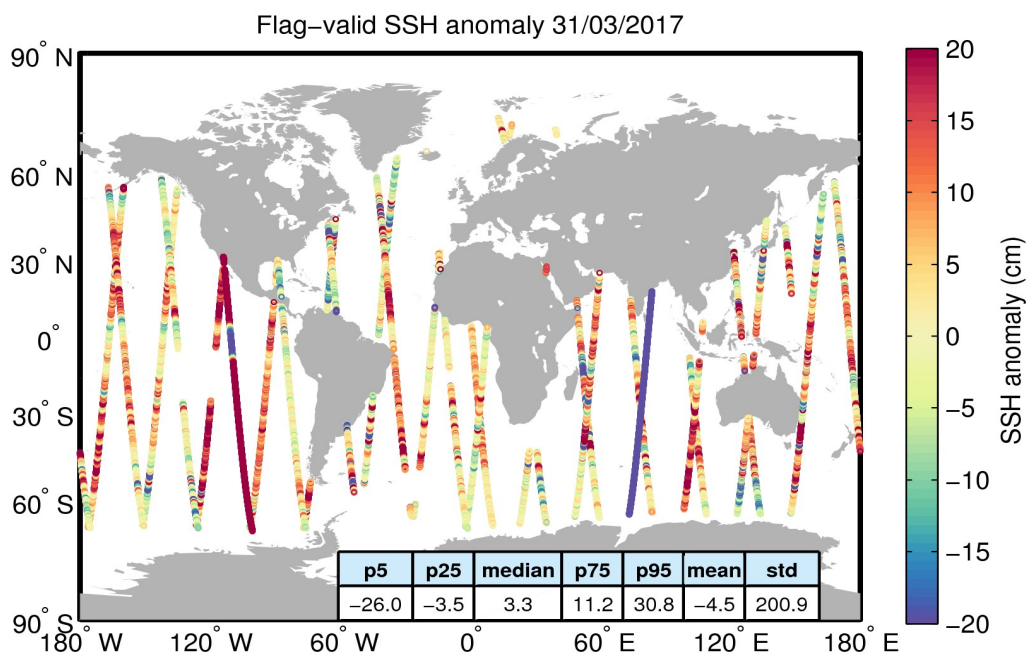 Flag−valid SSH anomaly 31/03/2017
90° N
60° N
30° N
0°
30° S
60° S
90° S
180° W
120° W
60° W
0°
60° E
120° E
180° E
p5 p25 median p75 p95 mean std
−26.0 −3.5 3.3 11.2 30.8 −4.5 200.9
20
15
10
5
0
−5
−10
−15
−20
SSH anomaly (cm)